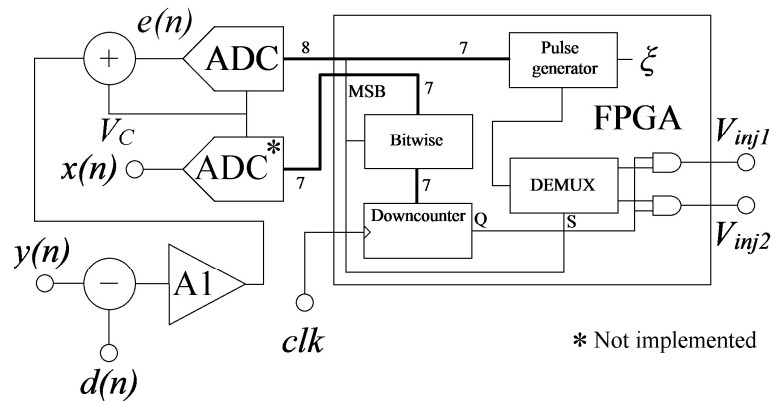 e(n)
+
ADC
8
7
Pulse
generator
ξ
MSB
7
FPGA
V_C
ADC*
x(n)
7
Bitwise
7
V_inj1
DEMUX
Downcounter
Q
S
V_inj2
y(n)
−
A1
clk
d(n)
* Not implemented